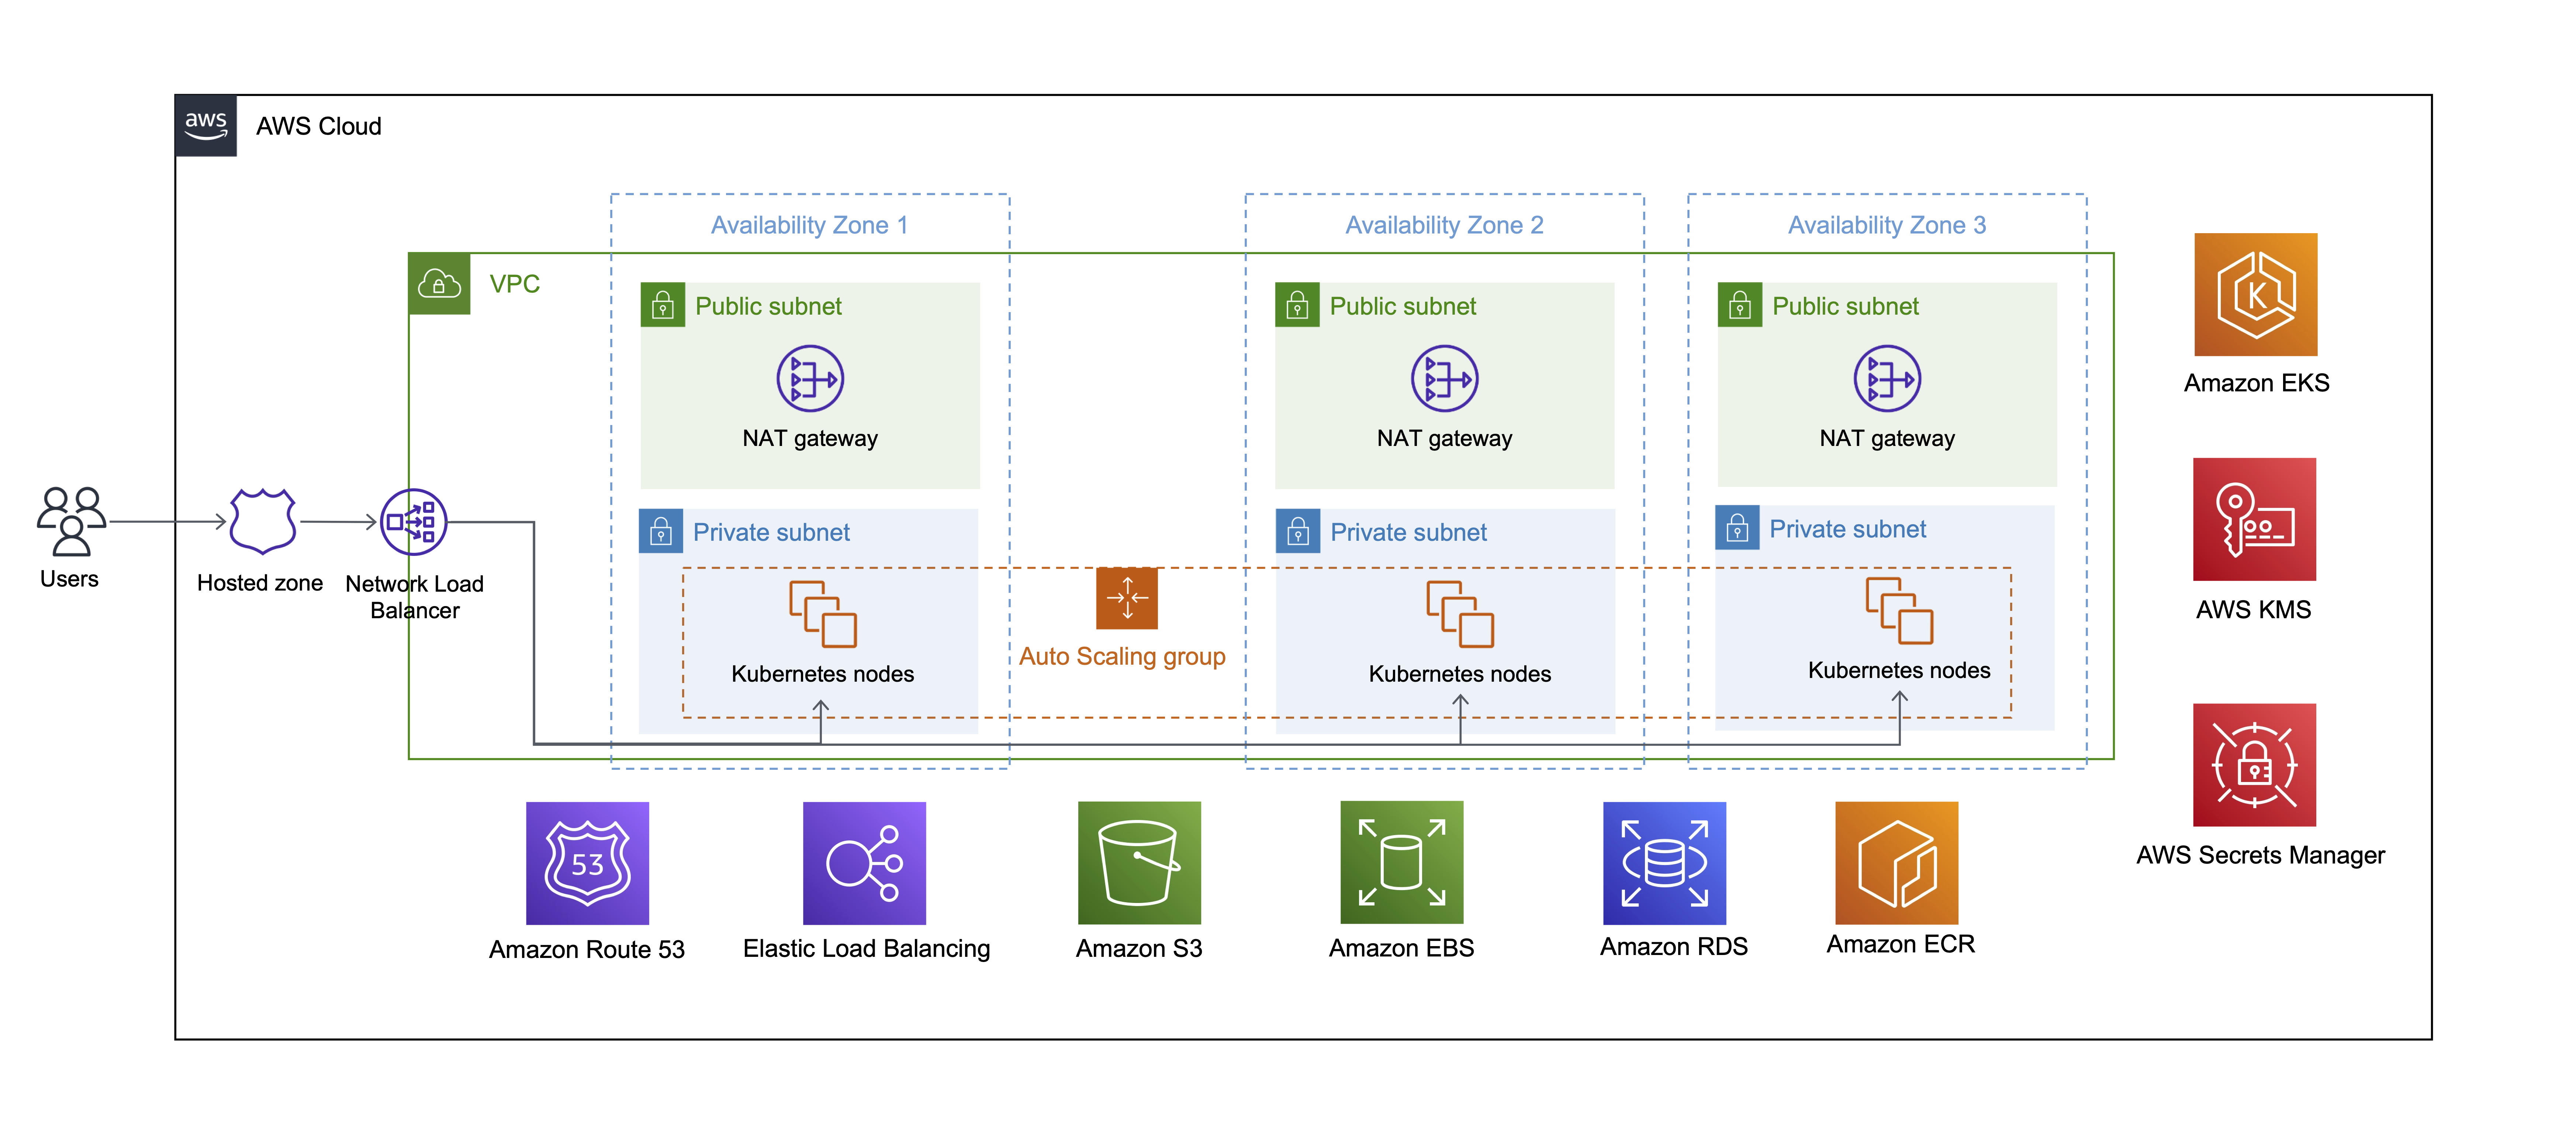 aws
AWS Cloud
Availability Zone 1
Availability Zone 2
Availability Zone 3
VPC
Public subnet
Public subnet
Public subnet
NAT gateway
NAT gateway
NAT gateway
K
Amazon EKS
Users
Hosted zone
Network Load
Balancer
Private subnet
Private subnet
Private subnet
Auto Scaling group
Kubernetes nodes
Kubernetes nodes
Kubernetes nodes
AWS KMS
AWS Secrets Manager
53
Amazon Route 53
Elastic Load Balancing
Amazon S3
Amazon EBS
Amazon RDS
Amazon ECR